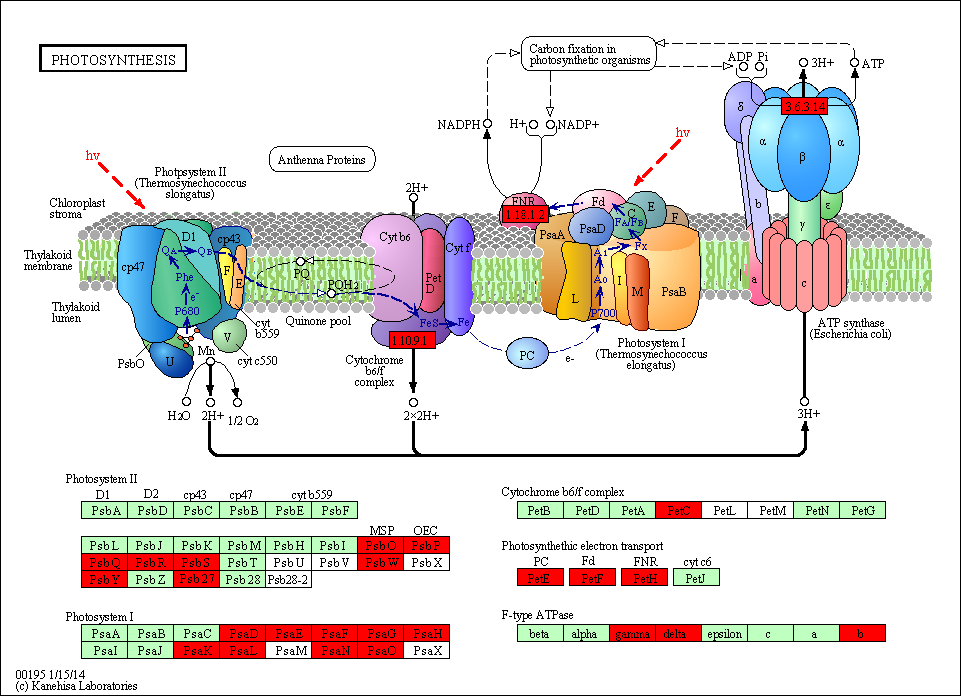 PHOTOSYNTHESIS
Carbon fixation in
photosynthetic organisms
ADP Pi
3H+
ATP
NADPH
H+
NADP+
hν
hν
Anthenna Proteins
Photpsystem II
(Thermosynechococcus
slongatus)
2H+
Chloroplast
stroma
Thylakoid
membrane
Thylakoid
lumen
cp47
D1
cp43
QA
QB
Phe
e-
P680
F
E
PQ
PQH2
Quinone pool
cyt
b559
V
cyt c550
PsbO
U
Mn
H2O
2H+
1/2 O2
Cyt b6
Pet
D
Cyt f
FeS
Fe
1.10.9.1
Cytochrome
b6/f
complex
2×2H+
FNR
1.18.1.2
Fd
PsaA
PsaD
C
E
F
FA/FB
Fx
A1
A0
P700
L
I
M
PsaB
PC
e-
Photosystem I
(Thermosynechococcus
elongatus)
3.6.3.14
δ
α
β
α
b
ε
γ
a
c
ATP synthase
(Escherichia coli)
3H+
Photosystem II
D1 D2 cp43 cp47 cyt b559
PsbA PsbD PsbC PsbB PsbE PsbF
MSP OEC
PsbL PsbJ PsbK PsbM PsbH PsbI PsbO PsbP
PsbQ PsbR PsbS PsbT PsbU PsbV PsbW PsbX
PsbY PsbZ Psb27 Psb28 Psb28-2
Photosystem I
PsaA PsaB PsaC PsaD PsaE PsaF PsaG PsaH
PsaI PsaJ PsaK PsaL PsaM PsaN PsaO PsaX
Cytochrome b6/f complex
PetB PetD PetA PetC PetL PetM PetN PetG
Photosynthethic electron transport
PC Fd FNR cyt c6
PetE PetF PetH PetJ
F-type ATPase
beta alpha gamma delta epsilon c a b
00195 1/15/14
(c) Kanehisa Laboratories